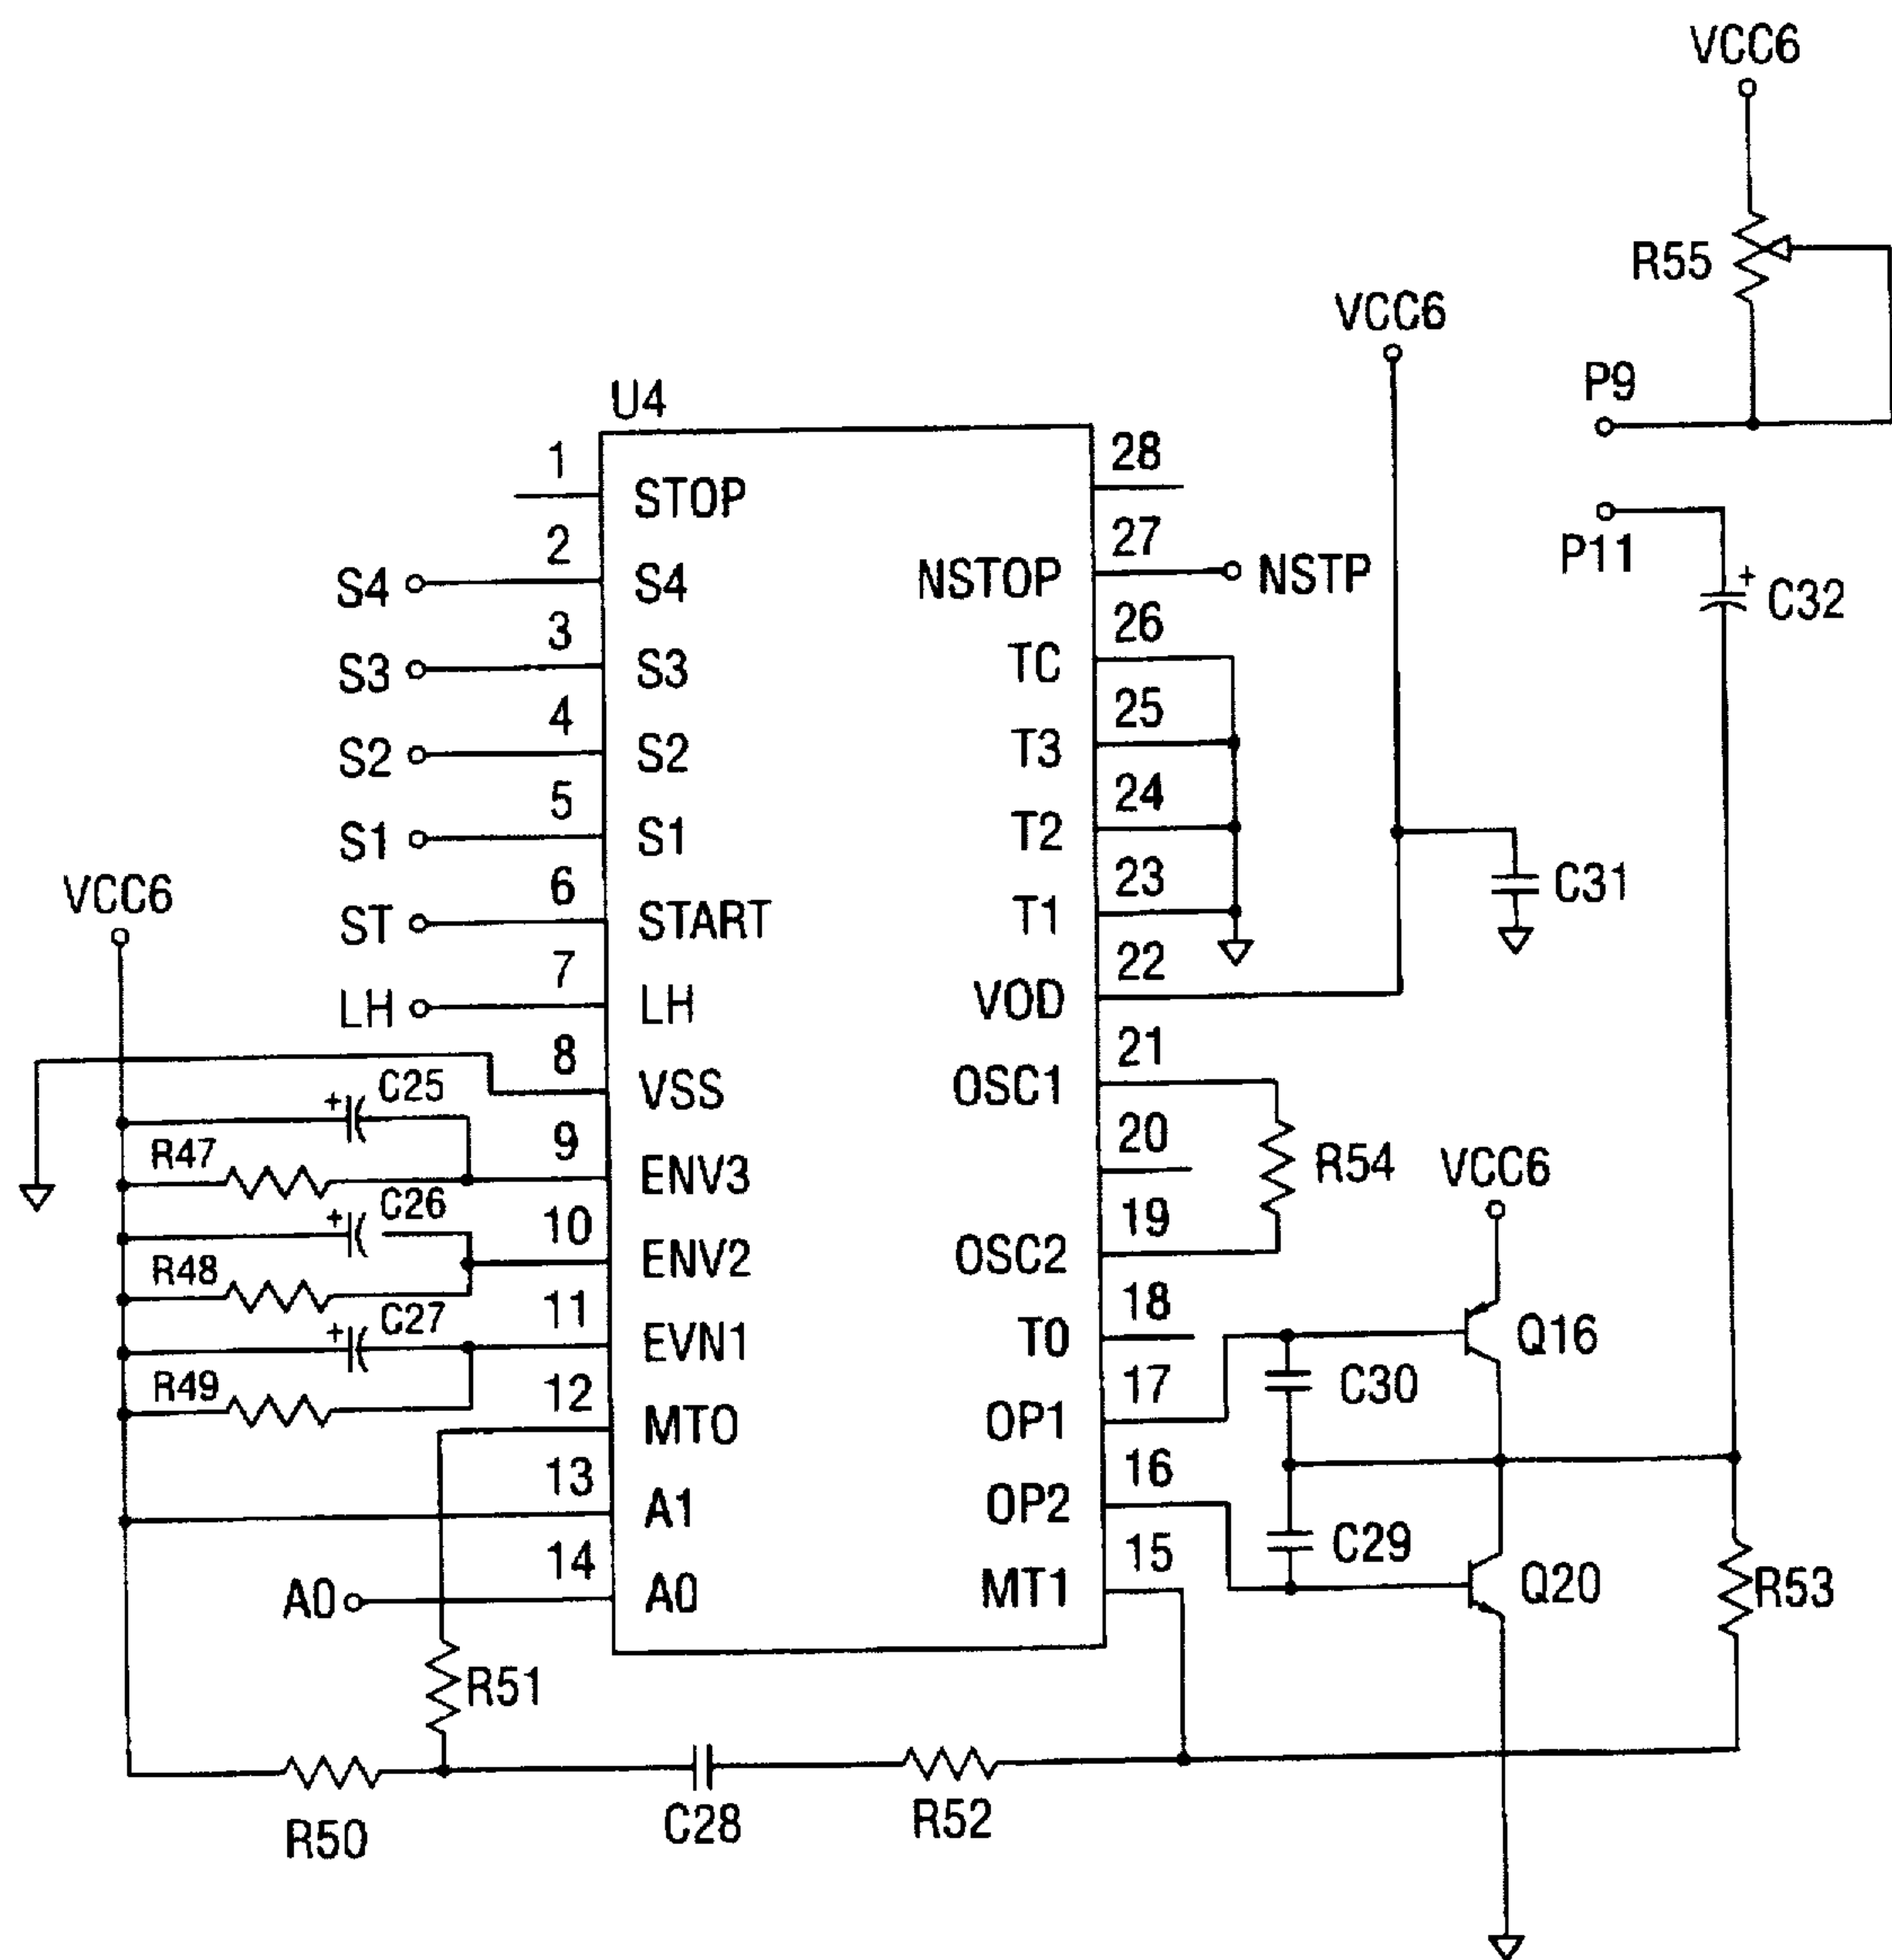 VCC6
R55
VCC6
P9
U4
1
28
STOP
P11
2
27
S4
S4
NSTOP
NSTP
+
C32
3
26
S3
S3
TC
4
25
S2
S2
T3
5
24
S1
S1
T2
6
23
C31
VCC6
ST
START
T1
7
22
LH
LH
VOD
8
21
+
C25
VSS
OSC1
9
20
R47
ENV3
R54
VCC6
+
C26
10
19
R48
ENV2
OSC2
+
C27
11
18
EVN1
T0
Q16
R49
12
17
C30
MTO
OP1
13
16
A1
OP2
C29
14
15
A0
A0
MT1
Q20
R53
R51
R50
C28
R52